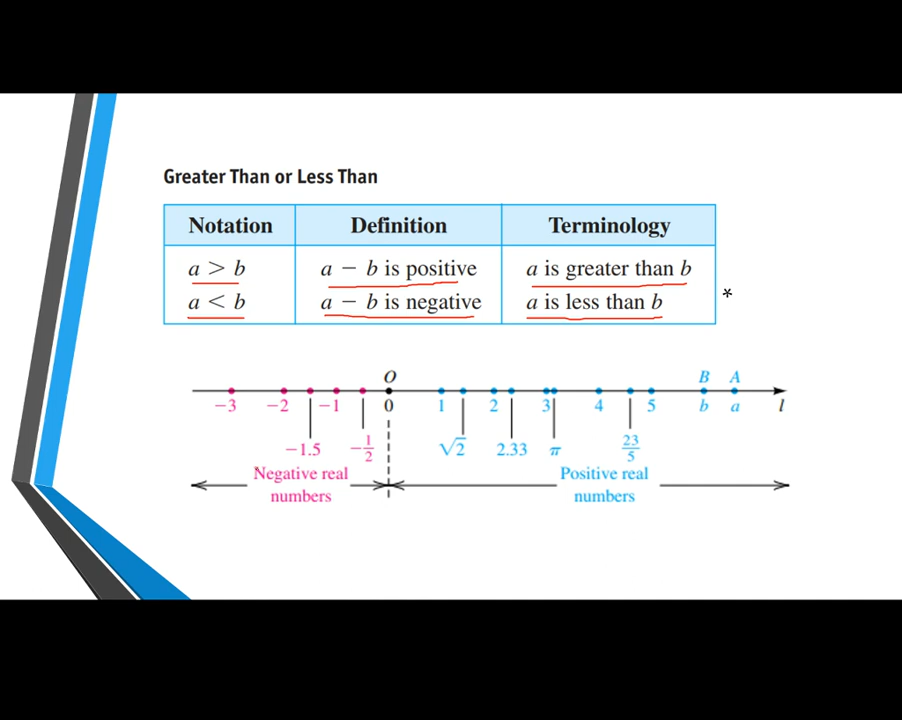 Greater Than or Less Than
Notation Definition Terminology
a > b a − b is positive a is greater than b
a < b a − b is negative a is less than b
*
O B A
−3 −2 −1 0 1 2 3 4 5 b a l
−1.5 −1/2 √2 2.33 π 23/5
Negative real Positive real
numbers numbers